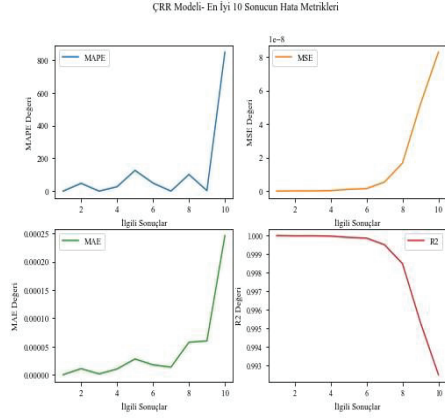 ÇRR Modeli- En İyi 10 Sonucun Hata Metrikleri
MAPE
MAPE Değeri
800
600
400
200
0
2 4 6 8 10
İlgili Sonuçlar
1e−8
MSE
MSE Değeri
8
6
4
2
0
2 4 6 8 10
İlgili Sonuçlar
MAE
MAE Değeri
0.00025
0.00020
0.00015
0.00010
0.00005
0.00000
2 4 6 8 10
İlgili Sonuçlar
R2
R2 Değeri
1.000
0.999
0.998
0.997
0.996
0.995
0.994
0.993
2 4 6 8 10
İlgili Sonuçlar